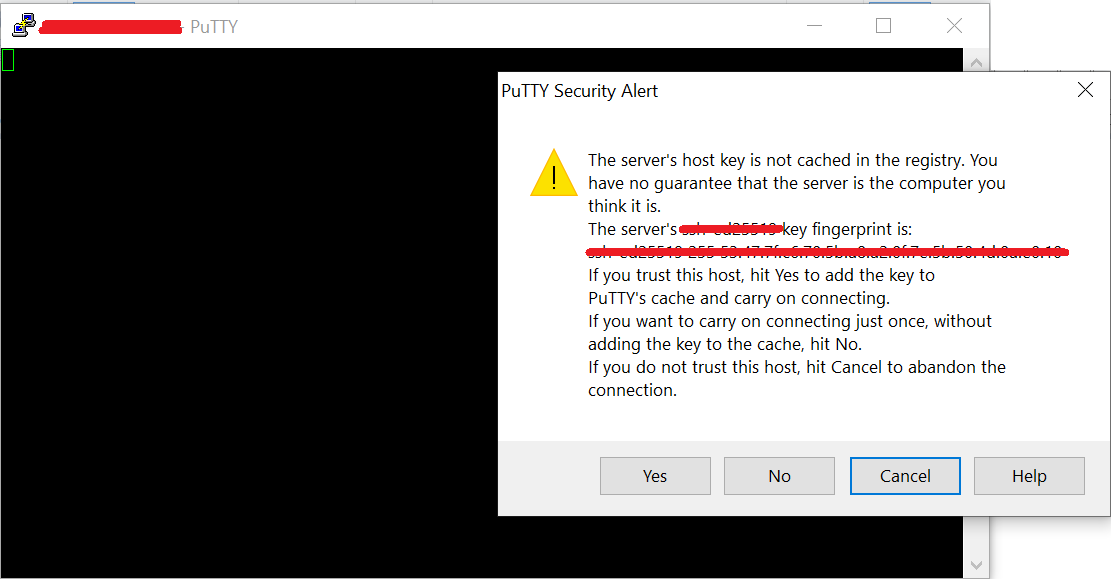 PuTTY
PuTTY Security Alert
The server's host key is not cached in the registry. You
have no guarantee that the server is the computer you
think it is.
The server's ssh-ed25519 key fingerprint is:
If you trust this host, hit Yes to add the key to
PuTTY's cache and carry on connecting.
If you want to carry on connecting just once, without
adding the key to the cache, hit No.
If you do not trust this host, hit Cancel to abandon the
connection.
Yes
No
Cancel
Help